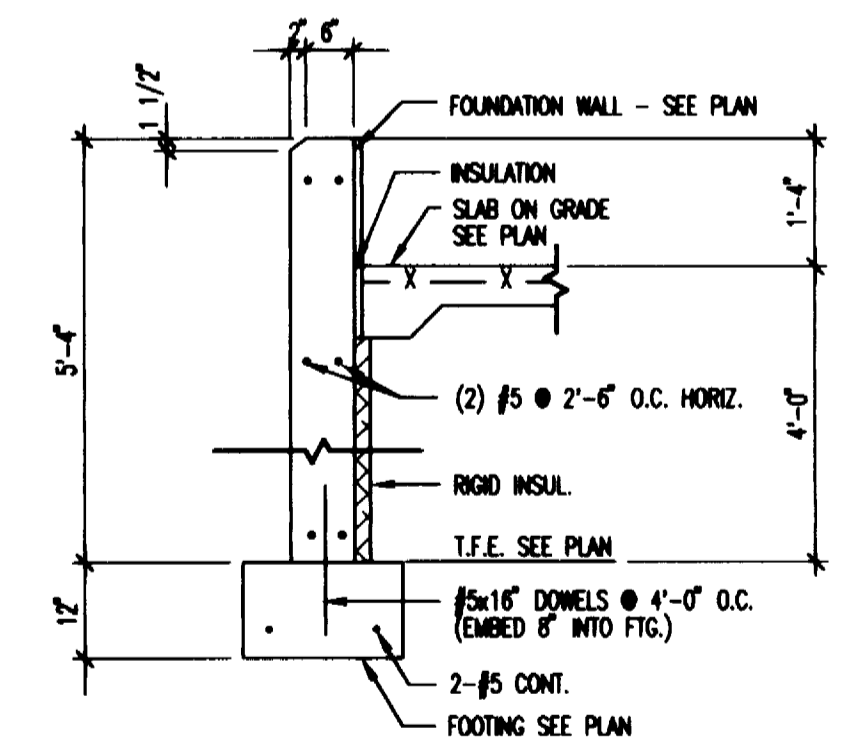 2" 6"
1 1/2"
FOUNDATION WALL - SEE PLAN
INSULATION
SLAB ON GRADE
SEE PLAN
1'-4"
X X
5'-4"
(2) #5 @ 2'-6" O.C. HORIZ.
4'-0"
RIGID INSUL.
T.F.E. SEE PLAN
#5x16" DOWELS @ 4'-0" O.C.
(EMBED 8" INTO FTG.)
12"
2-#5 CONT.
FOOTING SEE PLAN